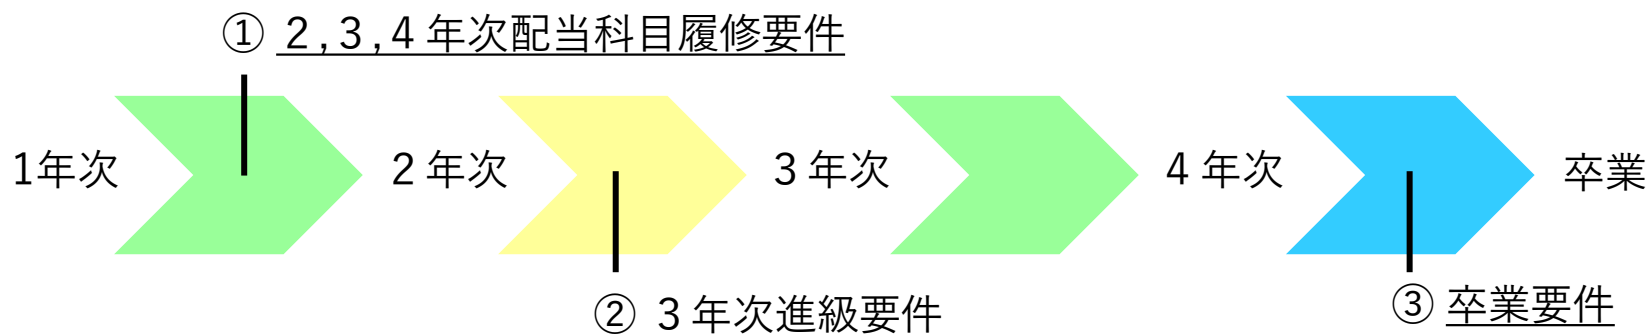 ① 2,3,4年次配当科目履修要件
1年次 2年次 3年次 4年次 卒業
② 3年次進級要件
③ 卒業要件